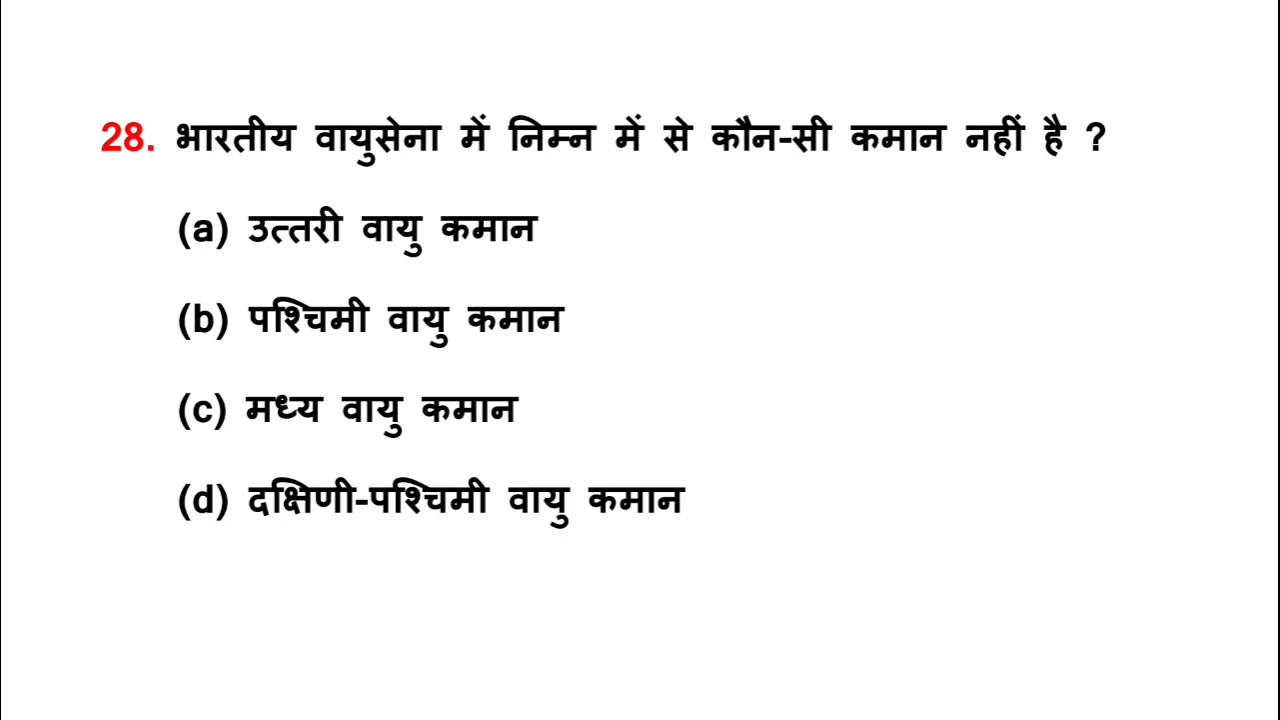 28. भारतीय वायुसेना में निम्न में से कौन-सी कमान नहीं है ?
(a) उत्तरी वायु कमान
(b) पश्चिमी वायु कमान
(c) मध्य वायु कमान
(d) दक्षिणी-पश्चिमी वायु कमान